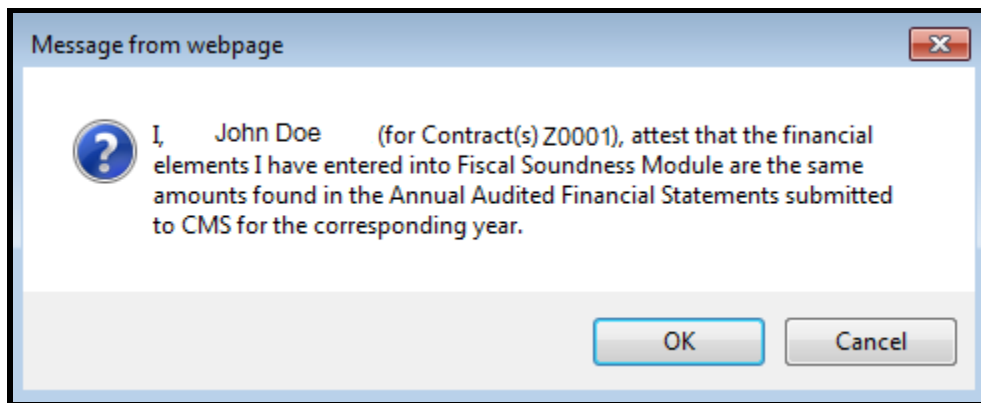 Message from webpage
I, John Doe (for Contract(s) Z0001), attest that the financial
elements I have entered into Fiscal Soundness Module are the same
amounts found in the Annual Audited Financial Statements submitted
to CMS for the corresponding year.
OK
Cancel